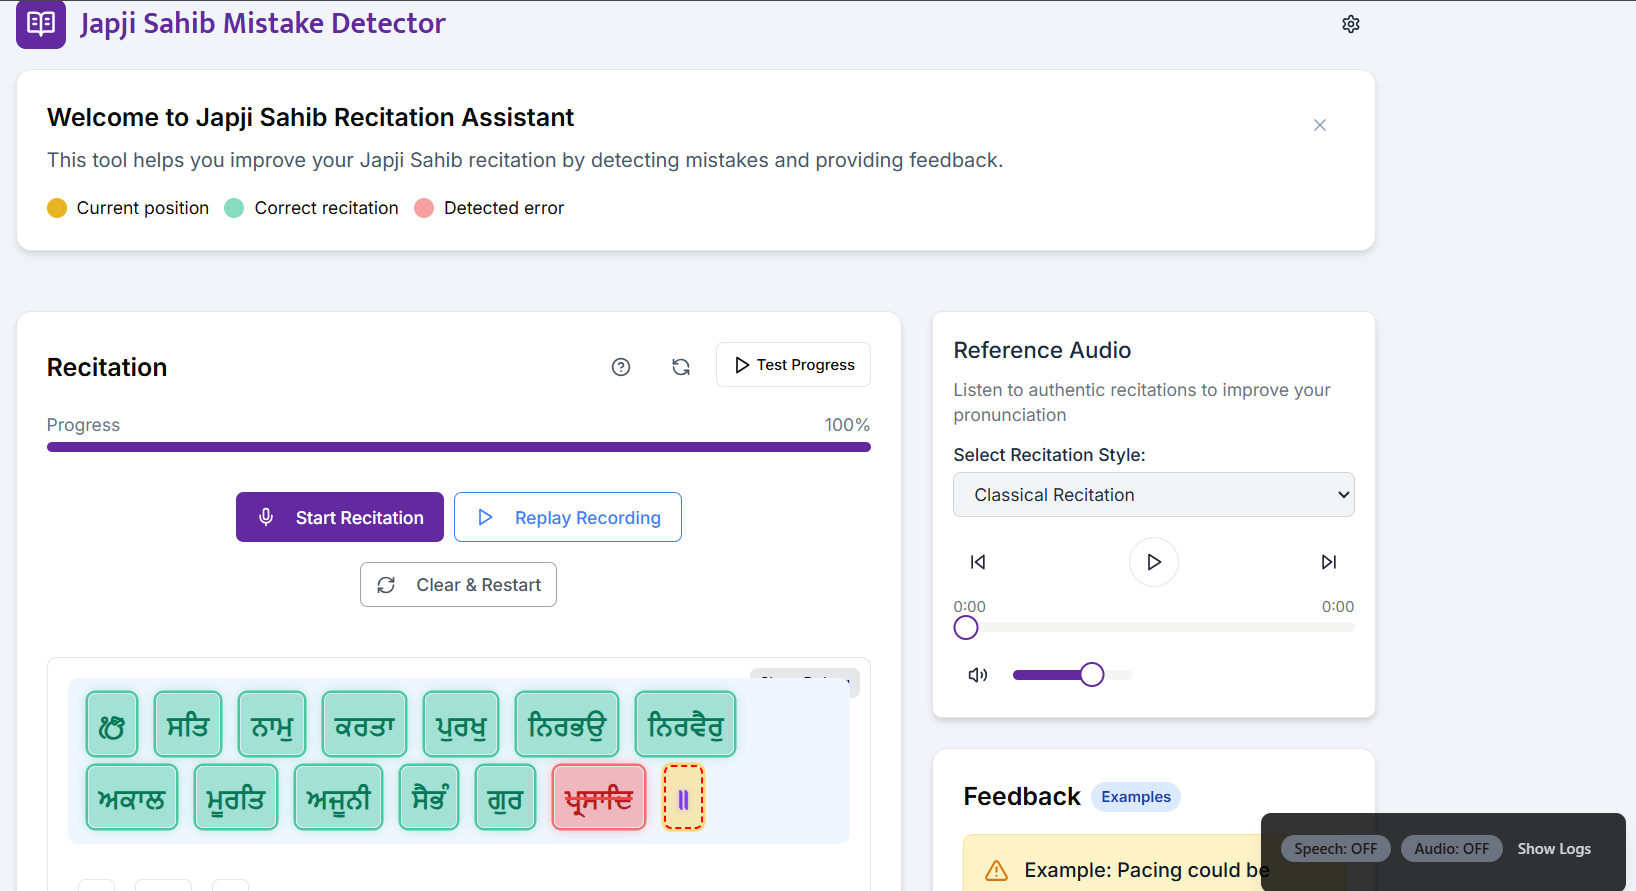 Japji Sahib Mistake Detector
Welcome to Japji Sahib Recitation Assistant
This tool helps you improve your Japji Sahib recitation by detecting mistakes and providing feedback.
Current position Correct recitation Detected error
Recitation
Test Progress
Progress 100%
Start Recitation Replay Recording
Clear & Restart
ੴ ਸਤਿ ਨਾਮੁ ਕਰਤਾ ਪੁਰਖੁ ਨਿਰਭਉ ਨਿਰਵੈਰੁ
ਅਕਾਲ ਮੂਰਤਿ ਅਜੂਨੀ ਸੈਭੰ ਗੁਰ ਪ੍ਰਸਾਦਿ ॥
Reference Audio
Listen to authentic recitations to improve your
pronunciation
Select Recitation Style:
Classical Recitation
0:00 0:00
Feedback Examples
Example: Pacing could be
Speech: OFF Audio: OFF Show Logs